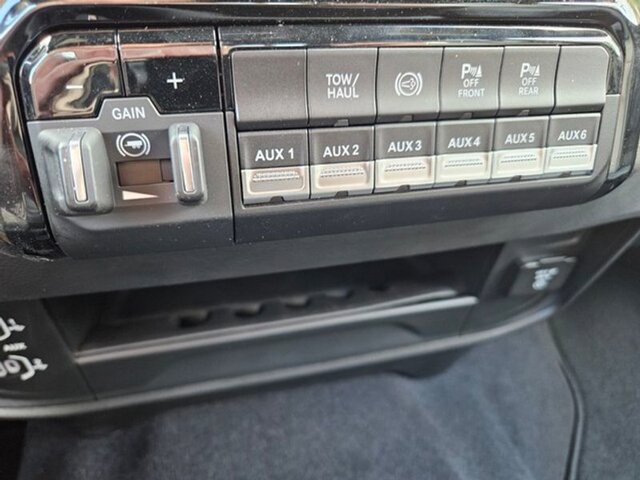 - +
GAIN
TOW/
HAUL
P
OFF
FRONT
P
OFF
REAR
AUX 1 AUX 2 AUX 3 AUX 4 AUX 5 AUX 6
AUX